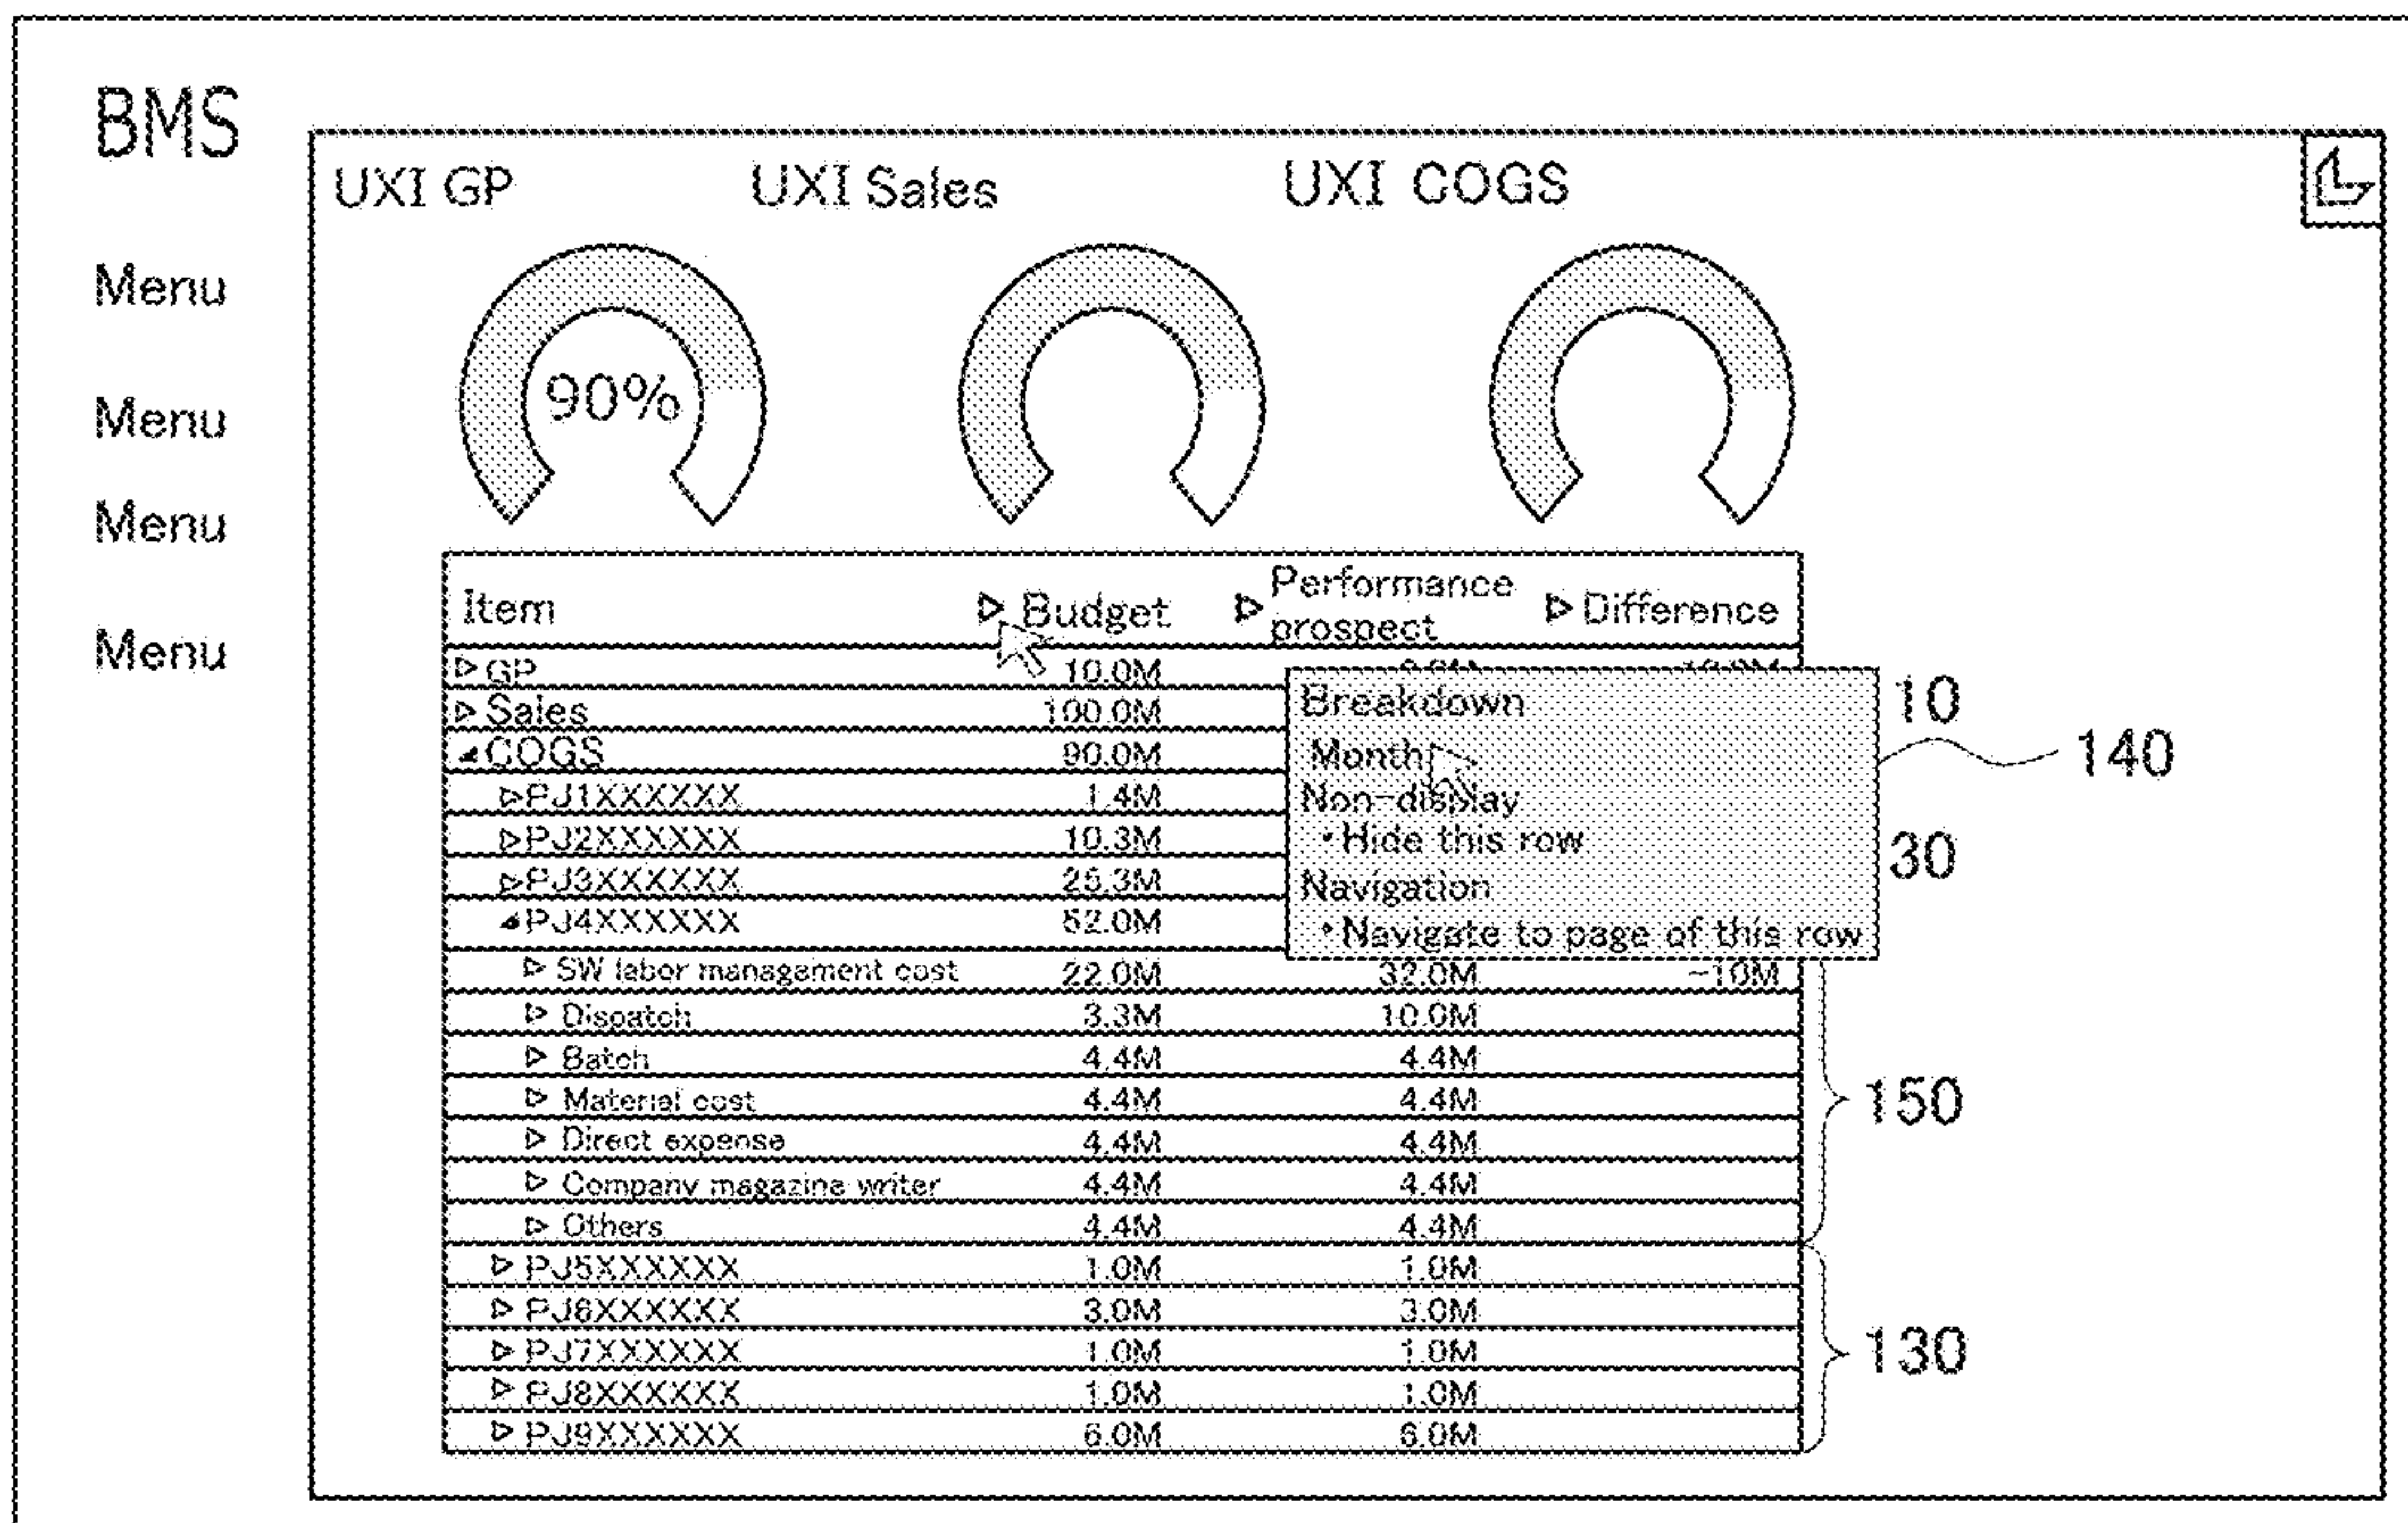 BMS
Menu
Menu
Menu
Menu
UXI GP UXI Sales UXI COGS
90%
Item Budget Performance prospect Difference
GP 10.0M
Sales 100.0M
COGS 90.0M
PJ1XXXXXX 1.4M
PJ2XXXXXX 10.3M
PJ3XXXXXX 25.3M
PJ4XXXXXX 52.0M
SW labor management cost 22.0M 32.0M -10M
Dispatch 3.3M 10.0M
Batch 4.4M 4.4M
Material cost 4.4M 4.4M
Direct expense 4.4M 4.4M
Company magazine writer 4.4M 4.4M
Others 4.4M 4.4M
PJ5XXXXXX 1.0M 1.0M
PJ6XXXXXX 3.0M 3.0M
PJ7XXXXXX 1.0M 1.0M
PJ8XXXXXX 1.0M 1.0M
PJ9XXXXXX 6.0M 6.0M
Breakdown
Month
Non-display
・Hide this row
Navigation
・Navigate to page of this row
10
140
30
150
130